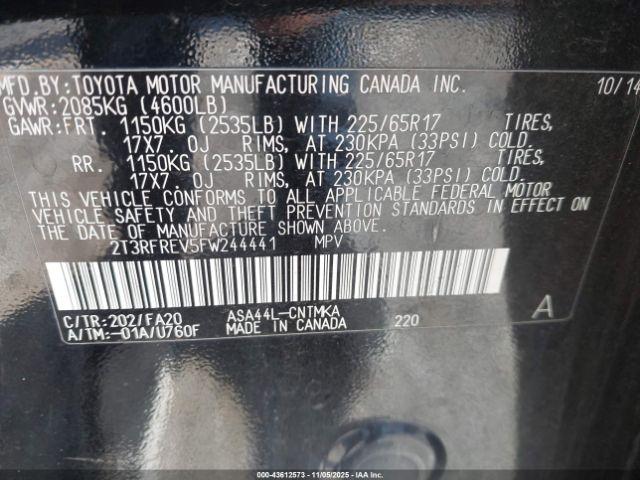 MFD.BY:TOYOTA MOTOR MANUFACTURING CANADA INC. 10/14
GVWR:2085KG (4600LB)
GAWR:FRT. 1150KG (2535LB) WITH 225/65R17 TIRES,
17X7.0J RIMS, AT 230KPA (33PSI) COLD.
RR. 1150KG (2535LB) WITH 225/65R17 TIRES,
17X7.0J RIMS, AT 230KPA (33PSI) COLD.
THIS VEHICLE CONFORMS TO ALL APPLICABLE FEDERAL MOTOR
VEHICLE SAFETY AND THEFT PREVENTION STANDARDS IN EFFECT ON
THE DATE OF MANUFACTURE SHOWN ABOVE.
2T3RFREV5FW244441 MPV
C/TR:202/FA20 ASA44L-CNTMKA A
A/TM:-01A/U760F MADE IN CANADA 220
000-43612573 - 11/05/2025 - IAA Inc.